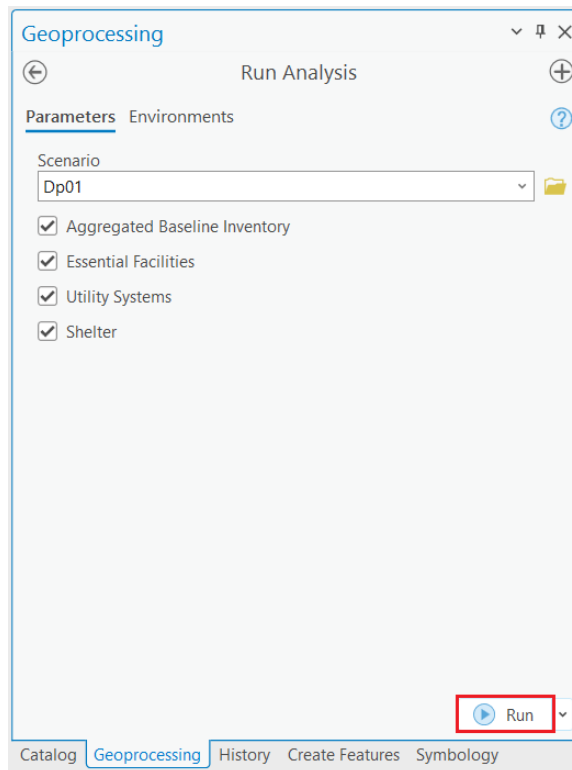 Geoprocessing
Run Analysis
Parameters Environments
Scenario
Dp01
Aggregated Baseline Inventory
Essential Facilities
Utility Systems
Shelter
Run
Catalog Geoprocessing History Create Features Symbology